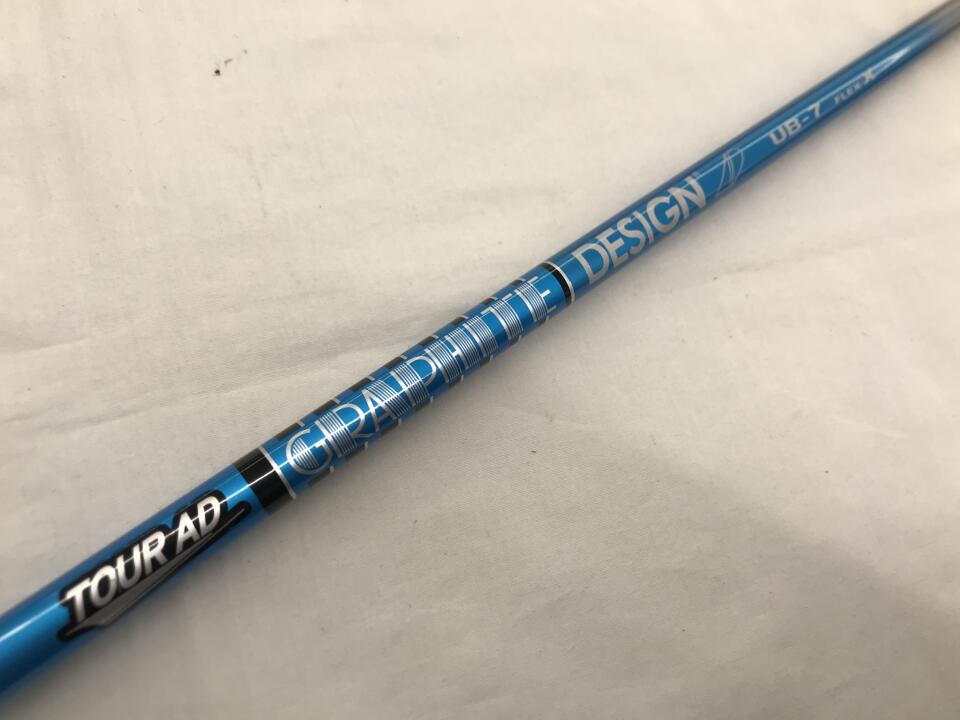 TOUR AD
GRAPHITE DESIGN
UB-7 FLEX-X